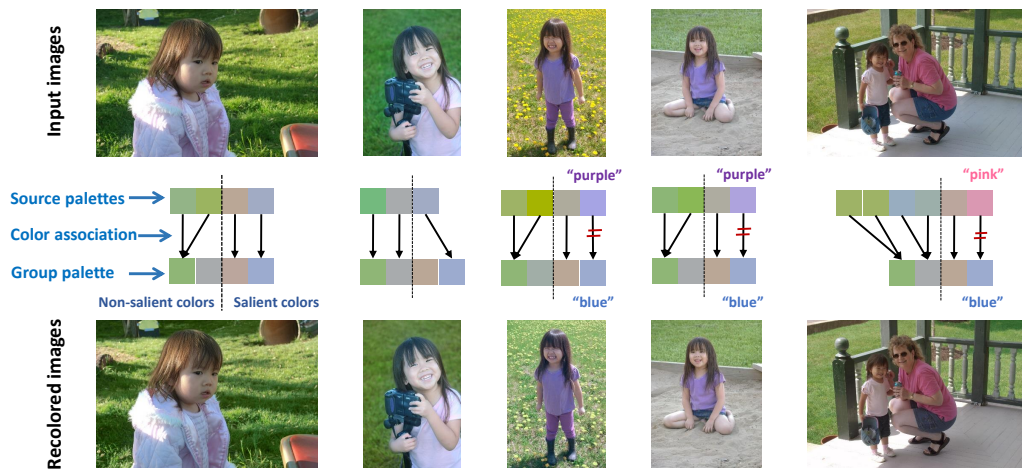 Input images
“purple”
“purple”
“pink”
Source palettes
Color association
Group palette
Non-salient colors
Salient colors
“blue”
“blue”
“blue”
Recolored images